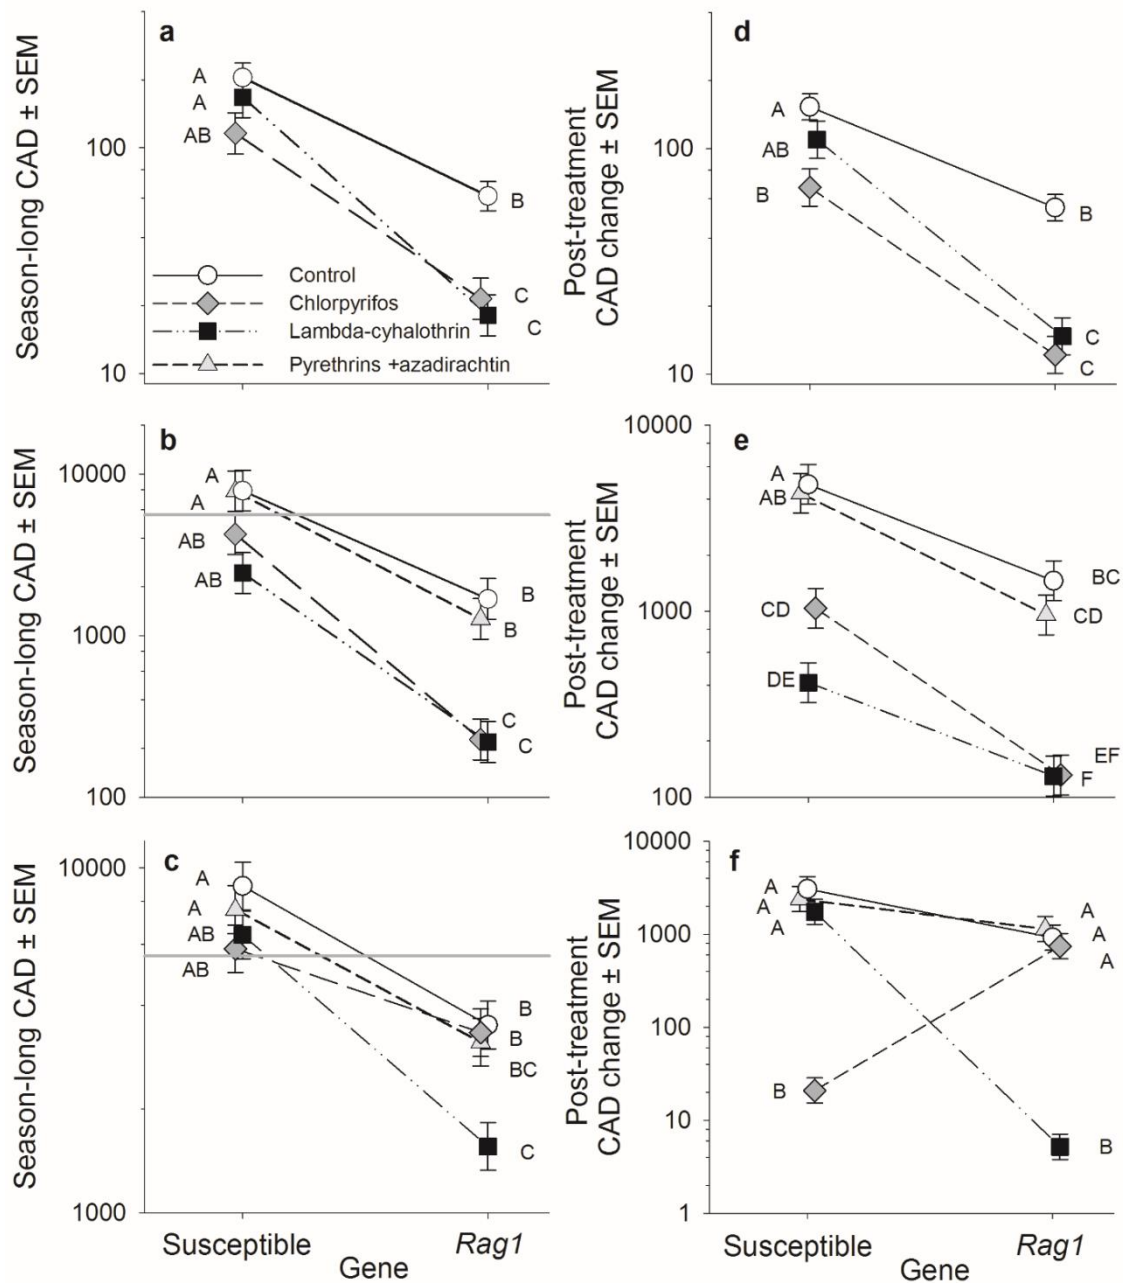 a
Season-long CAD ± SEM
100
10
A
A
AB
B
C
C
Control
Chlorpyrifos
Lambda-cyhalothrin
Pyrethrins +azadirachtin
d
Post-treatment
CAD change ± SEM
100
10
A
AB
B
B
C
C
b
Season-long CAD ± SEM
10000
1000
100
A
A
AB
AB
B
B
C
C
e
Post-treatment
CAD change ± SEM
10000
1000
100
A
AB
CD
DE
BC
CD
EF
F
c
Season-long CAD ± SEM
10000
1000
A
A
AB
AB
B
B
BC
C
Susceptible
Rag1
Gene
f
Post-treatment
CAD change ± SEM
10000
1000
100
10
1
A
A
A
B
A
A
A
B
Susceptible
Rag1
Gene